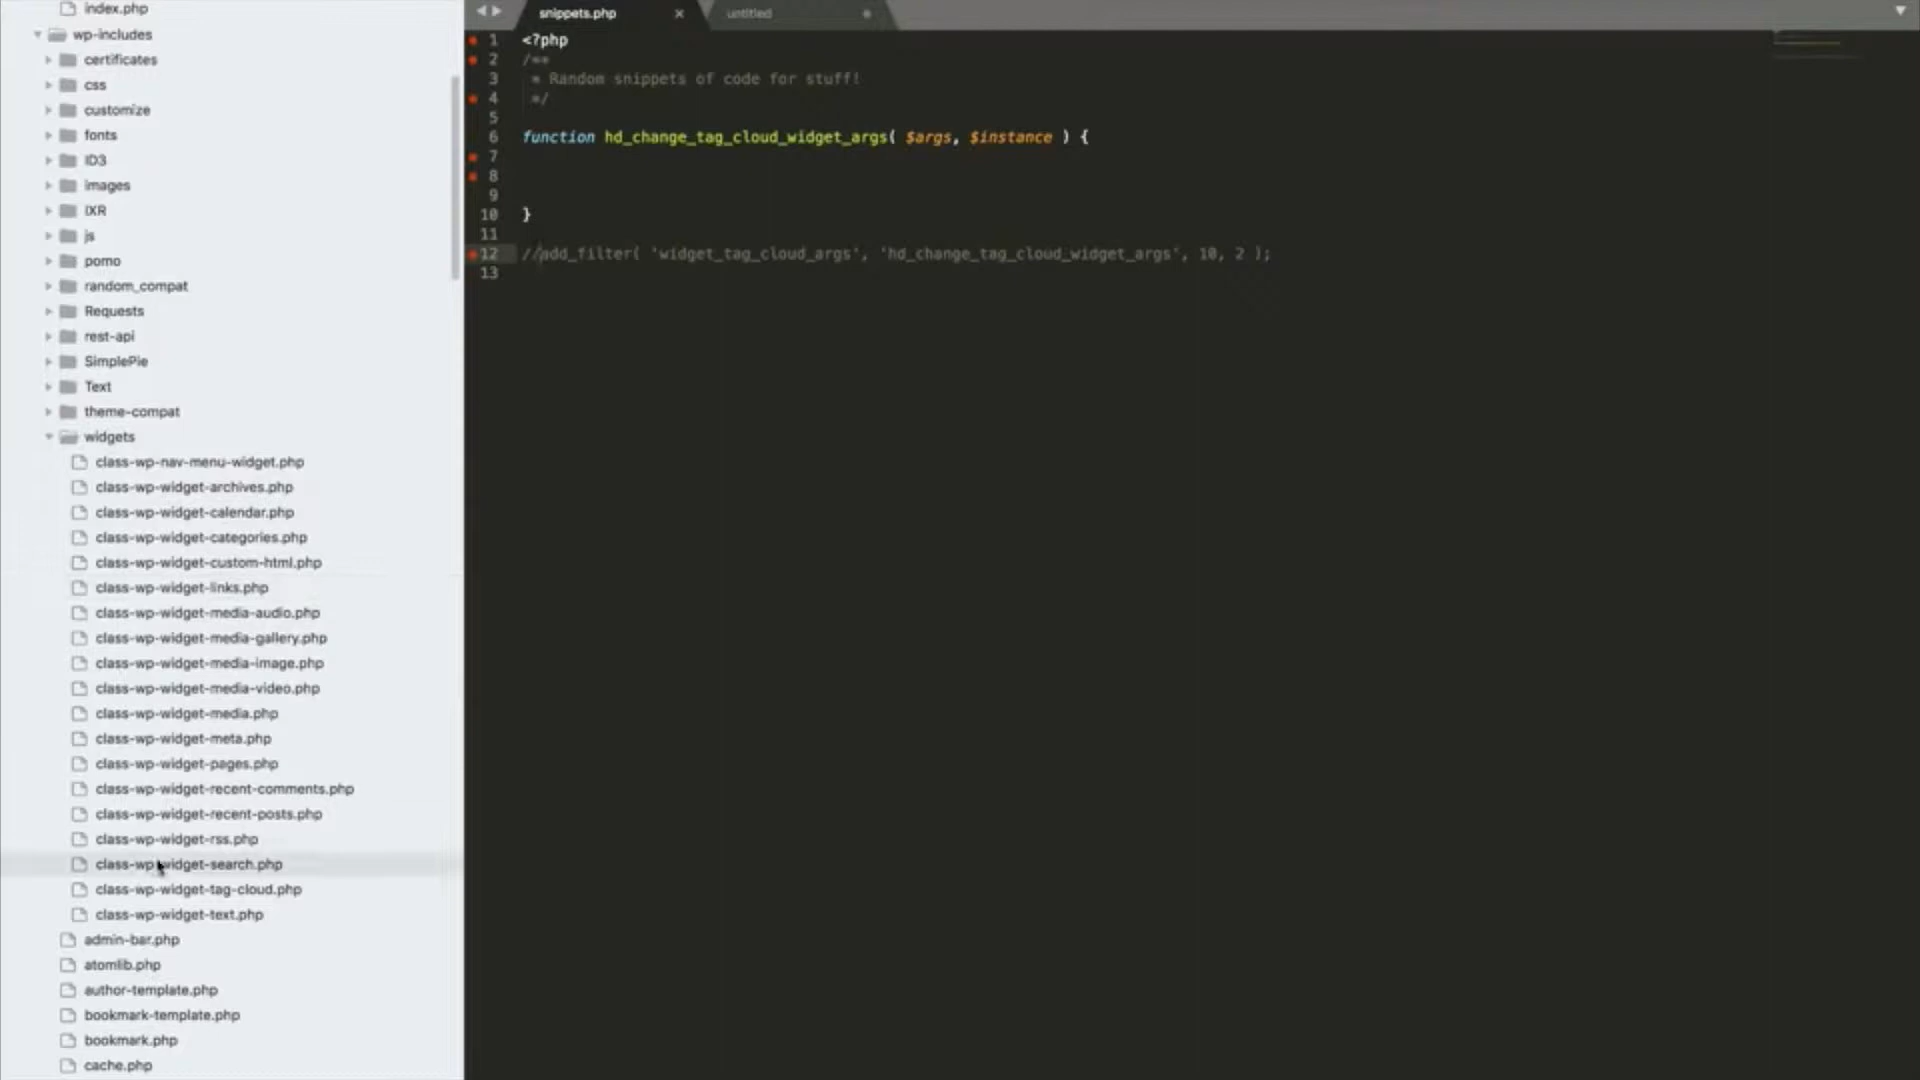 index.php
wp-includes
certificates
css
customize
fonts
ID3
images
IXR
js
pomo
random_compat
Requests
rest-api
SimplePie
Text
theme-compat
widgets
class-wp-nav-menu-widget.php
class-wp-widget-archives.php
class-wp-widget-calendar.php
class-wp-widget-categories.php
class-wp-widget-custom-html.php
class-wp-widget-links.php
class-wp-widget-media-audio.php
class-wp-widget-media-gallery.php
class-wp-widget-media-image.php
class-wp-widget-media-video.php
class-wp-widget-media.php
class-wp-widget-meta.php
class-wp-widget-pages.php
class-wp-widget-recent-comments.php
class-wp-widget-recent-posts.php
class-wp-widget-rss.php
class-wp-widget-search.php
class-wp-widget-tag-cloud.php
class-wp-widget-text.php
admin-bar.php
atomlib.php
author-template.php
bookmark-template.php
bookmark.php
cache.php
snippets.php × untitled
1 <?php
2 /**
3 * Random snippets of code for stuff!
4 */
5
6 function hd_change_tag_cloud_widget_args( $args, $instance ) {
7
8
9
10 }
11
12 //add_filter( 'widget_tag_cloud_args', 'hd_change_tag_cloud_widget_args', 10, 2 );
13